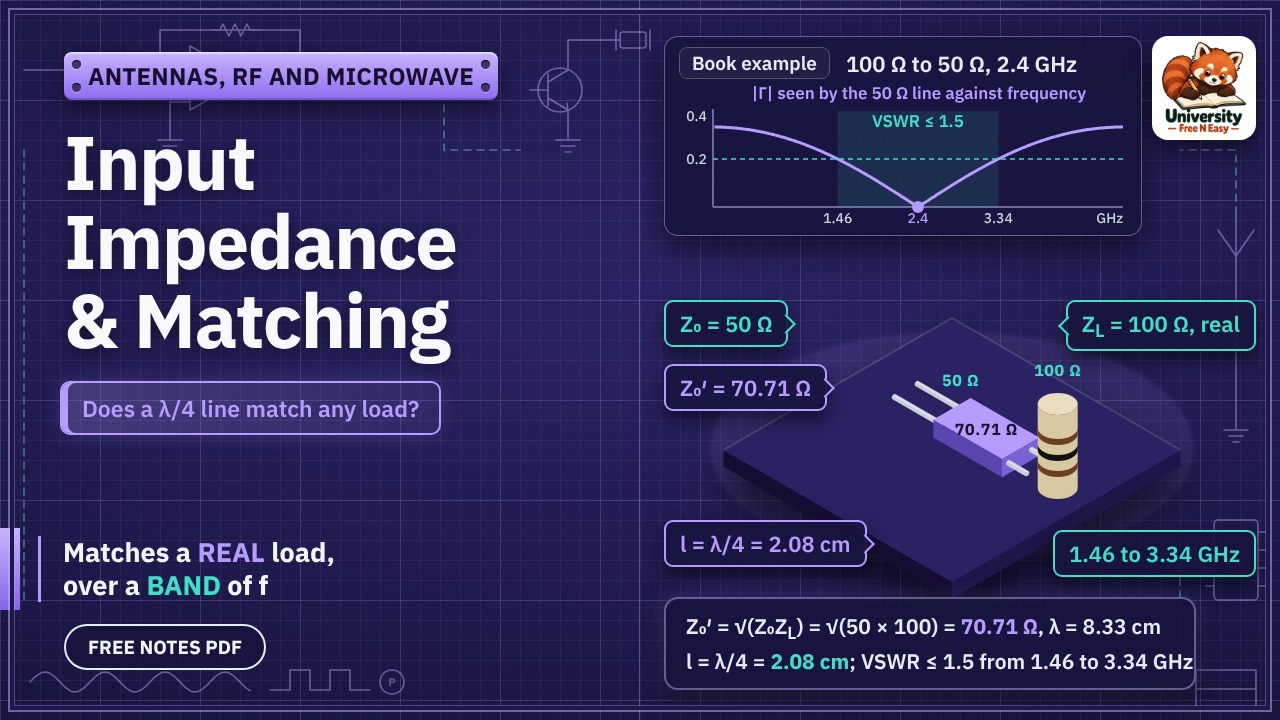 ANTENNAS, RF AND MICROWAVE
Input
Impedance
& Matching
Does a λ/4 line match any load?
Matches a REAL load,
over a BAND of f
FREE NOTES PDF
P
Book example
100 Ω to 50 Ω, 2.4 GHz
|Γ| seen by the 50 Ω line against frequency
VSWR ≤ 1.5
0.4
0.2
1.46 2.4 3.34 GHz
University
Free N Easy
Z₀ = 50 Ω
Z_L = 100 Ω, real
Z₀′ = 70.71 Ω
50 Ω
100 Ω
70.71 Ω
l = λ/4 = 2.08 cm
1.46 to 3.34 GHz
Z₀′ = √(Z₀Z_L) = √(50 × 100) = 70.71 Ω, λ = 8.33 cm
l = λ/4 = 2.08 cm; VSWR ≤ 1.5 from 1.46 to 3.34 GHz